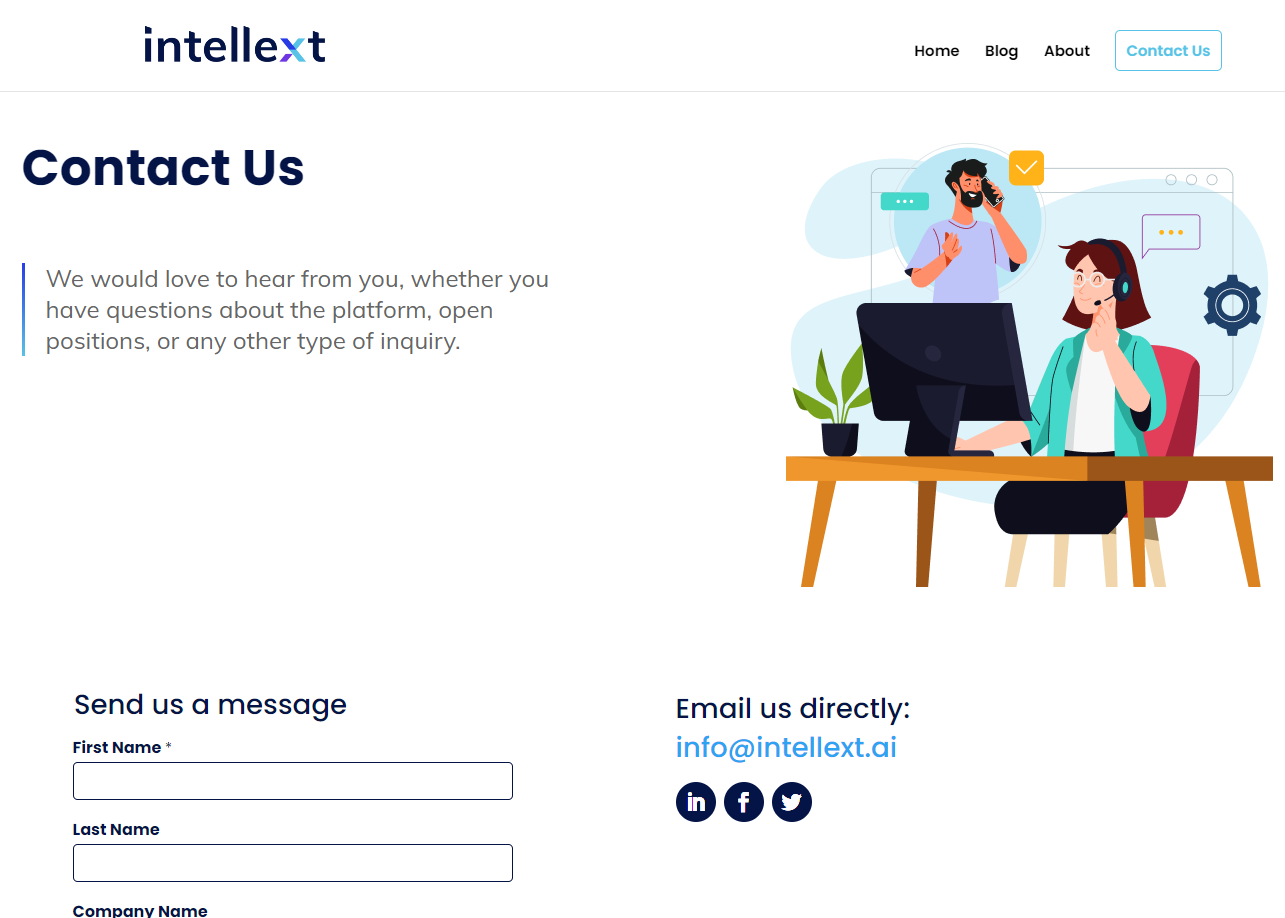 intellext
Home
Blog
About
Contact Us
Contact Us
We would love to hear from you, whether you
have questions about the platform, open
positions, or any other type of inquiry.
Send us a message
First Name *
Last Name
Company Name
Email us directly:
info@intellext.ai